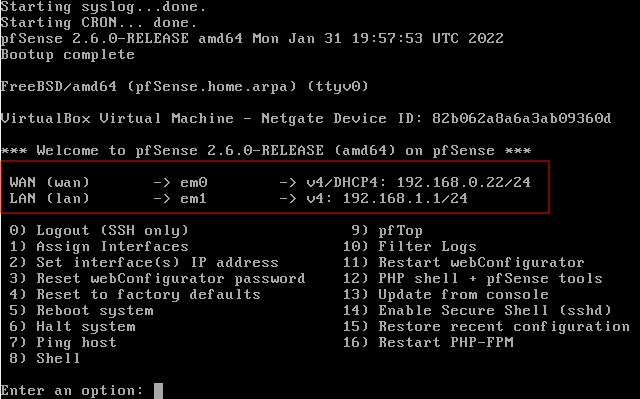 Starting syslog...done.
Starting CRON... done.
pfSense 2.6.0-RELEASE amd64 Mon Jan 31 19:57:53 UTC 2022
Bootup complete
FreeBSD/amd64 (pfSense.home.arpa) (ttyv0)
VirtualBox Virtual Machine - Netgate Device ID: 82b062a8a6a3ab09360d
*** Welcome to pfSense 2.6.0-RELEASE (amd64) on pfSense ***
WAN (wan) -> em0 -> v4/DHCP4: 192.168.0.22/24
LAN (lan) -> em1 -> v4: 192.168.1.1/24
0) Logout (SSH only) 9) pfTop
1) Assign Interfaces 10) Filter Logs
2) Set interface(s) IP address 11) Restart webConfigurator
3) Reset webConfigurator password 12) PHP shell + pfSense tools
4) Reset to factory defaults 13) Update from console
5) Reboot system 14) Enable Secure Shell (sshd)
6) Halt system 15) Restore recent configuration
7) Ping host 16) Restart PHP-FPM
8) Shell
Enter an option: